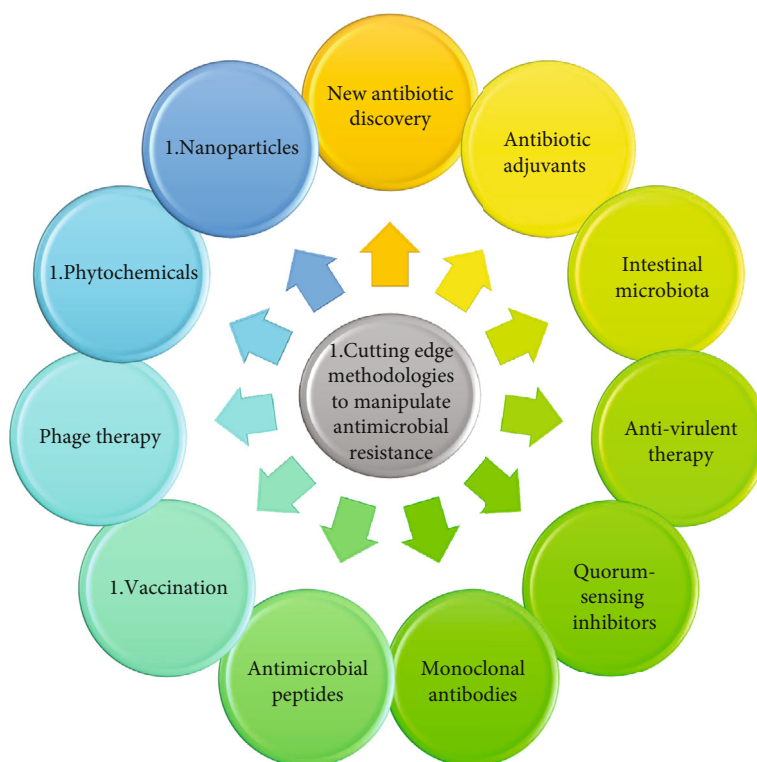 New antibiotic
discovery
Antibiotic
adjuvants
Intestinal
microbiota
Anti-virulent
therapy
Quorum-
sensing
inhibitors
Monoclonal
antibodies
Antimicrobial
peptides
1.Vaccination
Phage therapy
1.Phytochemicals
1.Nanoparticles
1.Cutting edge
methodologies
to manipulate
antimicrobial
resistance